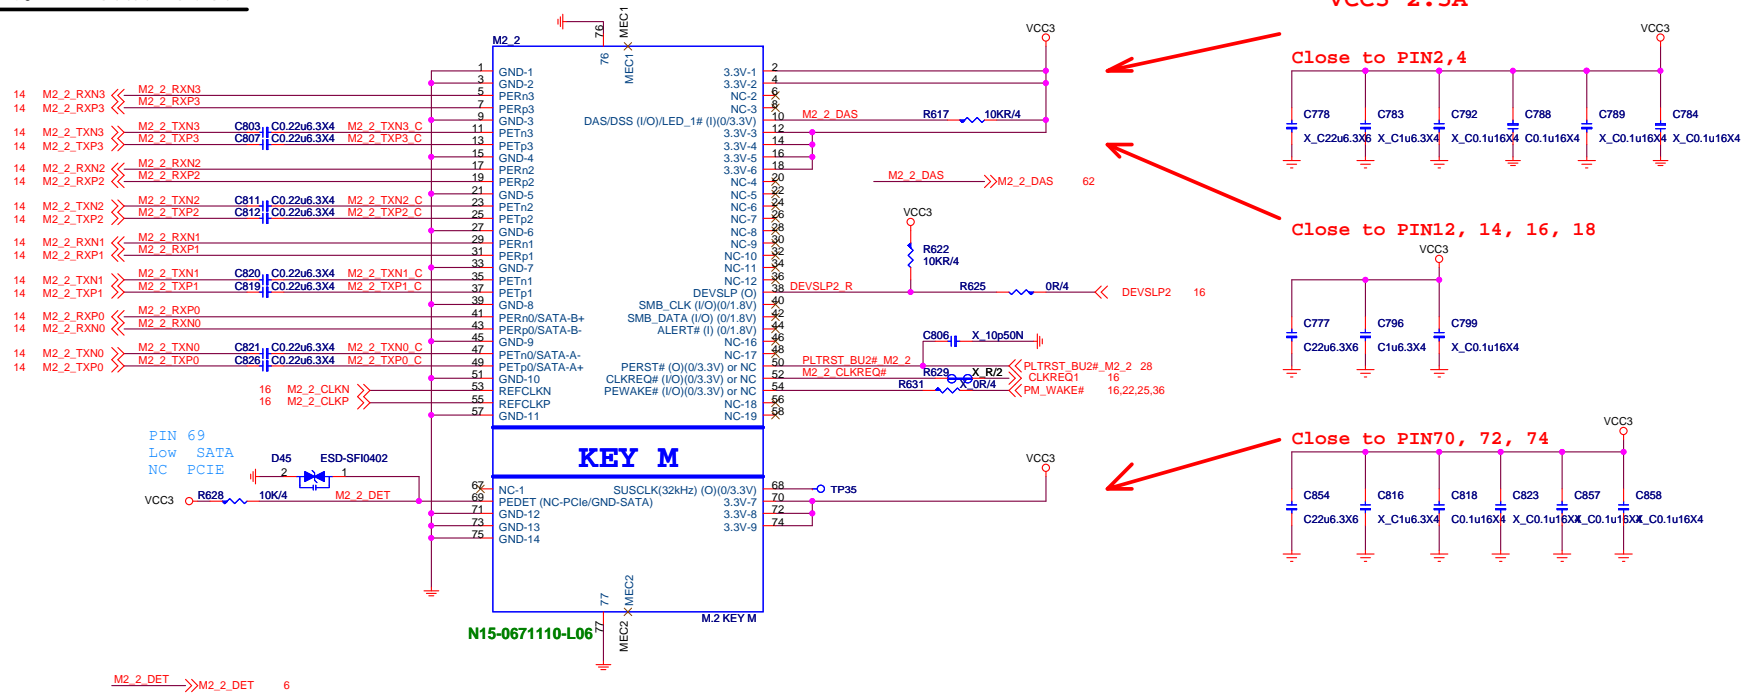 VCC3 2.5A
76
MEC1
M2_2
76
MEC1
VCC3
VCC3
Close to PIN2,4
1 GND-1 3.3V-1 2
3 GND-2 3.3V-2 4
14 M2_2_RXN3 M2_2_RXN3 5 PERn3 NC-2 6
14 M2_2_RXP3 M2_2_RXP3 7 PERp3 NC-3 8
9 GND-3 DAS/DSS (I/O)/LED_1# (I)(0/3.3V) 10 M2_2_DAS R617 10KR/4
14 M2_2_TXN3 M2_2_TXN3 C803 C0.22u6.3X4 M2_2_TXN3_C 11 PETn3 3.3V-3 12
14 M2_2_TXP3 M2_2_TXP3 C807 C0.22u6.3X4 M2_2_TXP3_C 13 PETp3 3.3V-4 14
15 GND-4 3.3V-5 16
14 M2_2_RXN2 M2_2_RXN2 17 PERn2 3.3V-6 18
14 M2_2_RXP2 M2_2_RXP2 19 PERp2 NC-4 20
M2_2_DAS M2_2_DAS 62
21 GND-5 NC-5 22
14 M2_2_TXN2 M2_2_TXN2 C811 C0.22u6.3X4 M2_2_TXN2_C 23 PETn2 NC-6 24
14 M2_2_TXP2 M2_2_TXP2 C812 C0.22u6.3X4 M2_2_TXP2_C 25 PETp2 NC-7 26
27 GND-6 NC-8 28
14 M2_2_RXN1 M2_2_RXN1 29 PERn1 NC-9 30
14 M2_2_RXP1 M2_2_RXP1 31 PERp1 NC-10 32
33 GND-7 NC-11 34
14 M2_2_TXN1 M2_2_TXN1 C820 C0.22u6.3X4 M2_2_TXN1_C 35 PETn1 NC-12 36
14 M2_2_TXP1 M2_2_TXP1 C819 C0.22u6.3X4 M2_2_TXP1_C 37 PETp1 DEVSLP (O) 38 DEVSLP2_R R625 0R/4 DEVSLP2 16
VCC3
R622
10KR/4
39 GND-8 SMB_CLK (I/O)(0/1.8V) 40
14 M2_2_RXP0 M2_2_RXP0 41 PERn0/SATA-B+ SMB_DATA (I/O) (0/1.8V) 42
14 M2_2_RXN0 M2_2_RXN0 43 PERp0/SATA-B- ALERT# (I) (0/1.8V) 44
45 GND-9 NC-16 46
C806 X_10p50N
14 M2_2_TXN0 M2_2_TXN0 C821 C0.22u6.3X4 M2_2_TXN0_C 47 PETn0/SATA-A- NC-17 48
14 M2_2_TXP0 M2_2_TXP0 C826 C0.22u6.3X4 M2_2_TXP0_C 49 PETp0/SATA-A+ PERST# (O)(0/3.3V) or NC 50 PLTRST_BU2#_M2_2 PLTRST_BU2#_M2_2 28
51 GND-10 CLKREQ# (I/O)(0/3.3V) or NC 52 M2_2_CLKREQ# R629 X_R/2 CLKREQ1 16
16 M2_2_CLKN 53 REFCLKN PEWAKE# (I/O)(0/3.3V) or NC 54 R631 X_0R/4 PM_WAKE# 16,22,25,36
16 M2_2_CLKP 55 REFCLKP NC-18 56
57 GND-11 NC-19 58
C778 C783 C792 C788 C789 C784
X_C22u6.3X6 X_C1u6.3X4 X_C0.1u16X4 C0.1u16X4 X_C0.1u16X4 X_C0.1u16X4
Close to PIN12, 14, 16, 18
VCC3
C777 C796 C799
C22u6.3X6 C1u6.3X4 X_C0.1u16X4
VCC3
Close to PIN70, 72, 74
C854 C816 C818 C823 C857 C858
C22u6.3X6 X_C1u6.3X4 C0.1u16X4 X_C0.1u16X4 X_C0.1u16X4 X_C0.1u16X4
PIN 69
Low SATA
NC PCIE
KEY M
D45 ESD-SFI0402
2 1
VCC3
67 NC-1 SUSCLK(32kHz) (O)(0/3.3V) 68 TP35
VCC3 R628 10K/4 M2_2_DET 69 PEDET (NC-PCIe/GND-SATA) 3.3V-7 70
71 GND-12 3.3V-8 72
73 GND-13 3.3V-9 74
75 GND-14
77
MEC2
M.2 KEY M
N15-0671110-L06
77
MEC2
M2_2_DET M2_2_DET 6